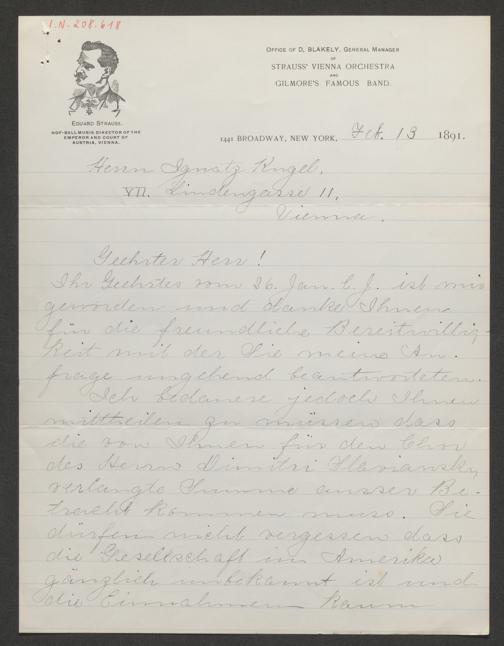 I.N. 208.618
OFFICE OF D. BLAKELY, GENERAL MANAGER
OF
STRAUSS' VIENNA ORCHESTRA
AND
GILMORE'S FAMOUS BAND.
EDUARD STRAUSS.
HOF-BALL MUSIK DIRECTOR OF THE
EMPEROR AND COURT OF
AUSTRIA, VIENNA.
1441 BROADWAY, NEW YORK, Feb. 13 1891.
Herrn Ignatz Kugel.
VII. Lindengasse 11.
Vienna.
Geehrter Herr!
Ihr Geehrtes vom 26. Jan. l. J. ist mir
geworden und danke Ihnen
für die freundliche Bereitwillig-
keit mit der Sie meine An-
frage umgehend beantworteten.
Ich bedauere jedoch Ihnen
mittheilen zu müssen dass
die von Ihnen für den Chor
des Herrn Dimitri Slaviansky
verlangte Summe ausser Be-
tracht kommen muss. Sie
dürfen nicht vergessen dass
die Gesellschaft in Amerika
gänzlich unbekannt ist und
die Einnahmen kaum